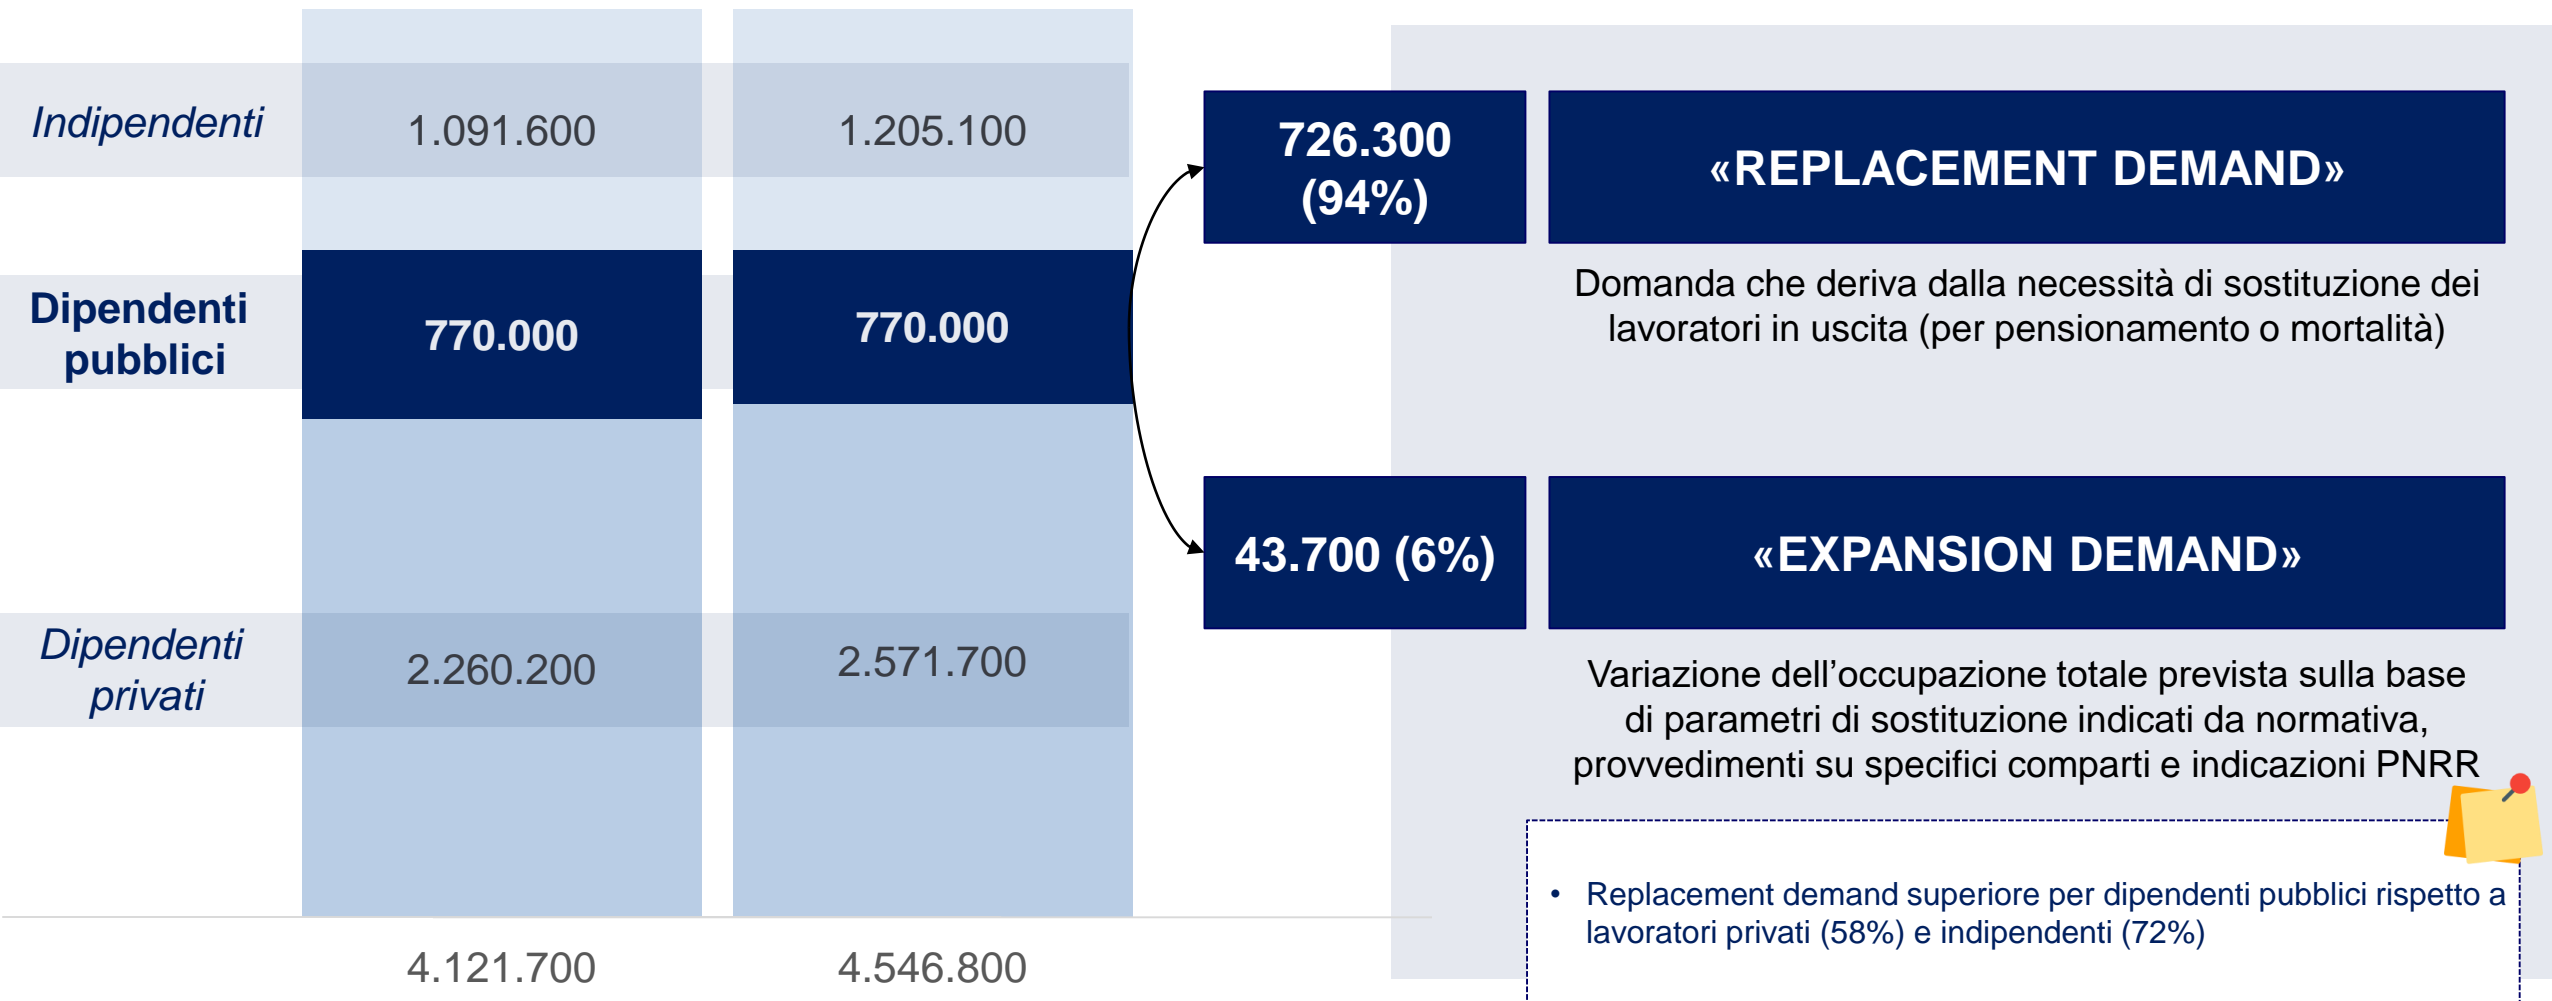 Indipendenti
1.091.600
1.205.100
Dipendenti
pubblici
770.000
770.000
Dipendenti
privati
2.260.200
2.571.700
4.121.700
4.546.800
726.300
(94%)
«REPLACEMENT DEMAND»
Domanda che deriva dalla necessità di sostituzione dei
lavoratori in uscita (per pensionamento o mortalità)
43.700 (6%)
«EXPANSION DEMAND»
Variazione dell’occupazione totale prevista sulla base
di parametri di sostituzione indicati da normativa,
provvedimenti su specifici comparti e indicazioni PNRR
• Replacement demand superiore per dipendenti pubblici rispetto a
lavoratori privati (58%) e indipendenti (72%)